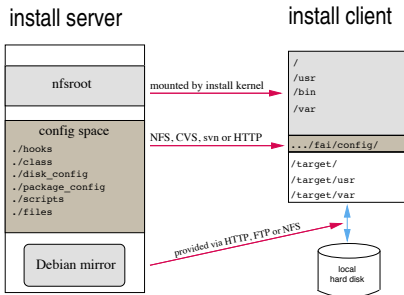 install server
install client
nfsroot
mounted by install kernel
/
/usr
/bin
/var
config space
./hooks
./class
./disk_config
./package_config
./scripts
./files
NFS, CVS, svn or HTTP
.../fai/config/
/target/
/target/usr
/target/var
Debian mirror
provided via HTTP, FTP or NFS
local
hard disk